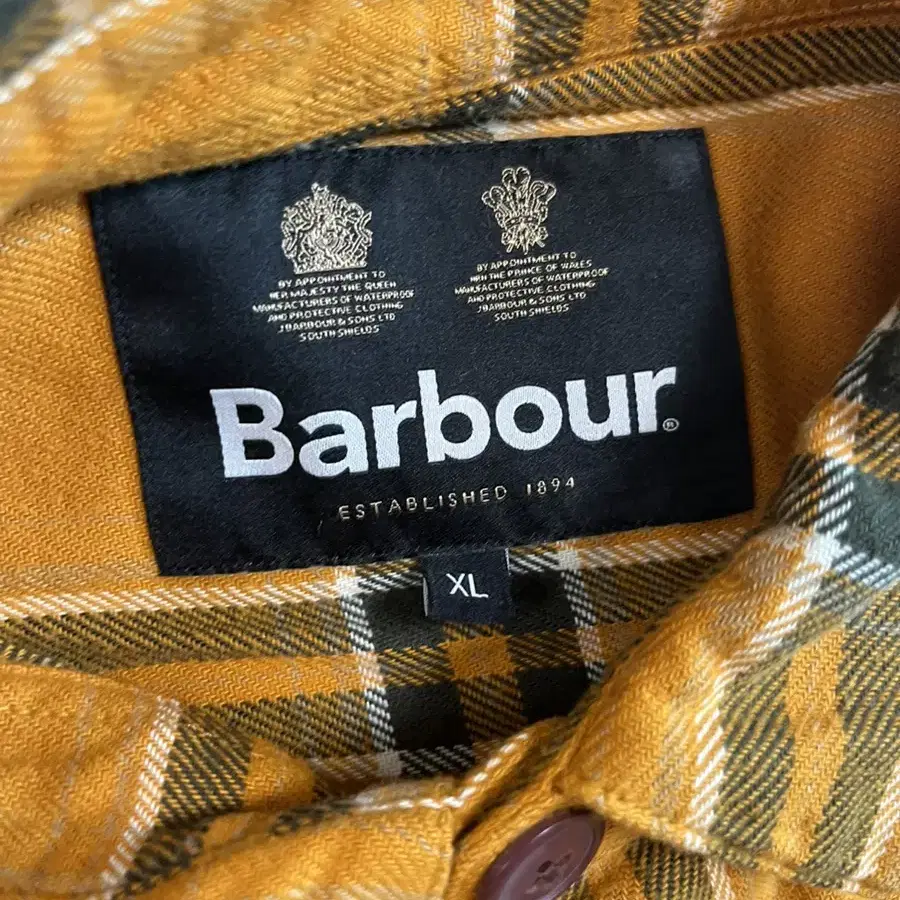 BY APPOINTMENT TO
HER MAJESTY THE QUEEN
MANUFACTURERS OF WATERPROOF
AND PROTECTIVE CLOTHING
J BARBOUR & SONS LTD
SOUTH SHIELDS
BY APPOINTMENT TO
HRH THE PRINCE OF WALES
MANUFACTURERS OF WATERPROOF
AND PROTECTIVE CLOTHING
J BARBOUR & SONS LTD
SOUTH SHIELDS
Barbour®
ESTABLISHED 1894
XL